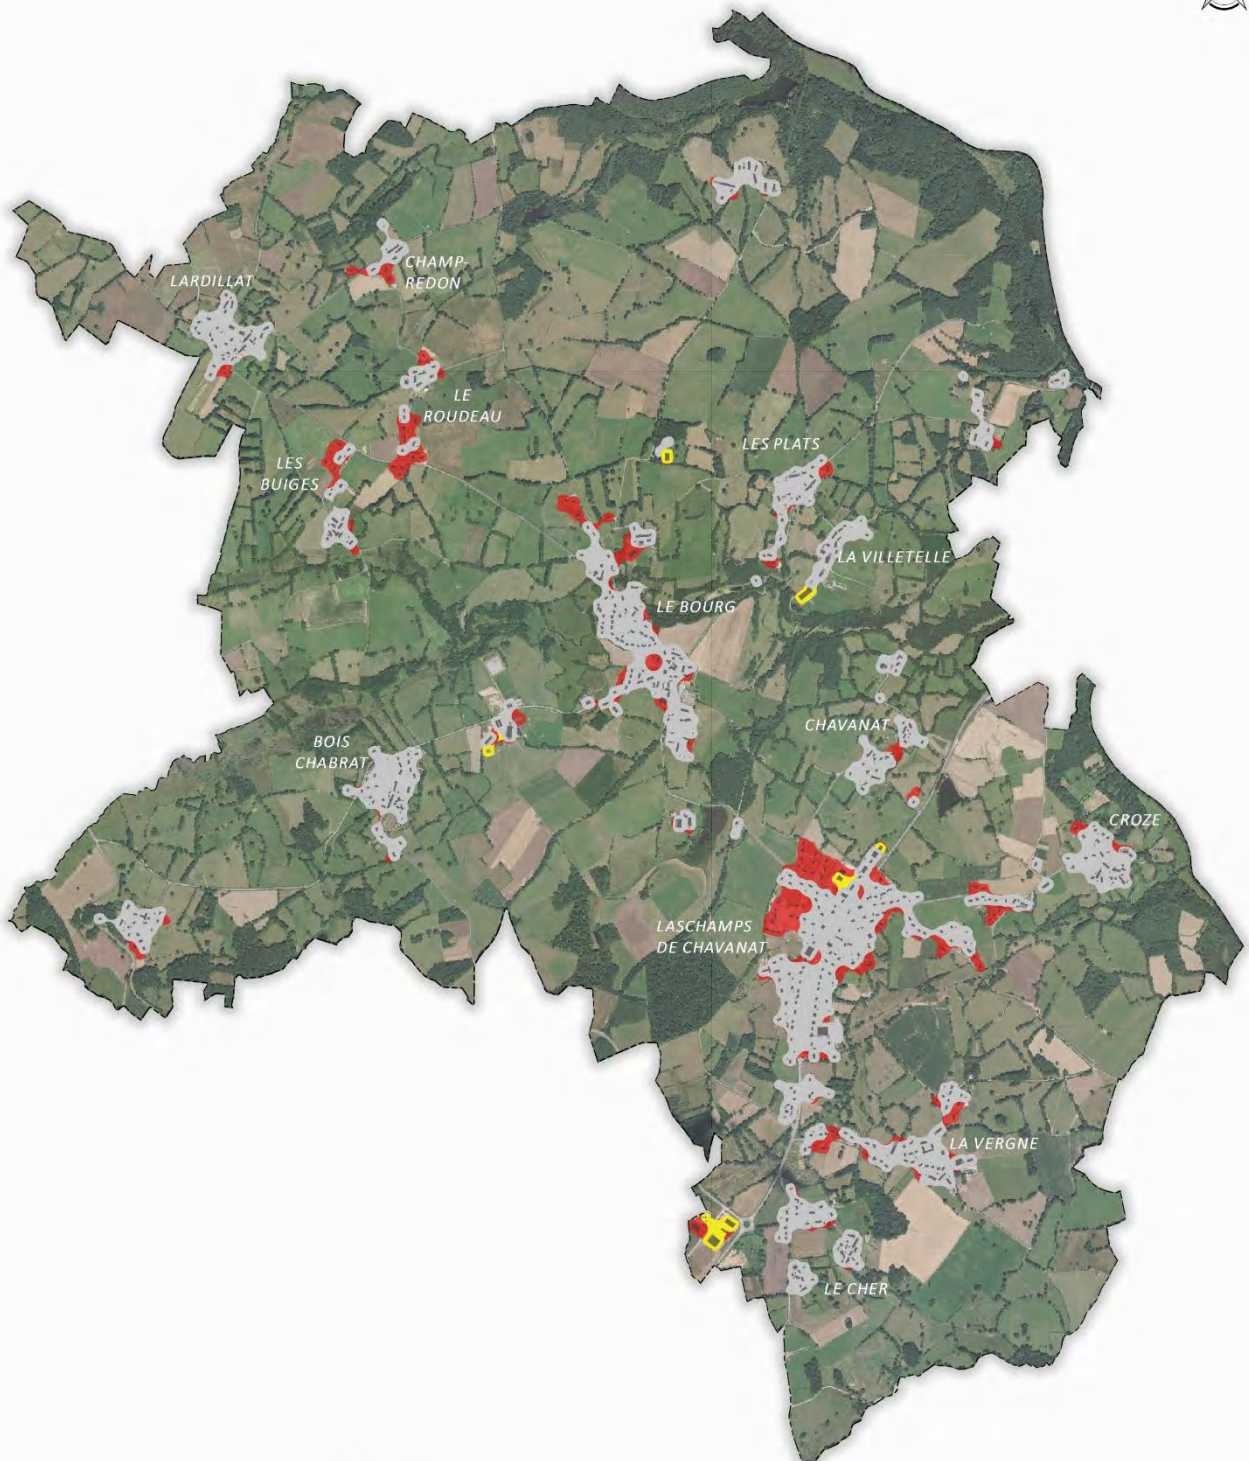 CHAMP-
REDON
LARDILLAT
LE
ROUDEAU
LES PLATS
LES
BUIGES
LA VILLETELLE
LE BOURG
CHAVANAT
BOIS
CHABRAT
CROZE
LASCHAMPS
DE CHAVANAT
LA VERGNE
LE CHER